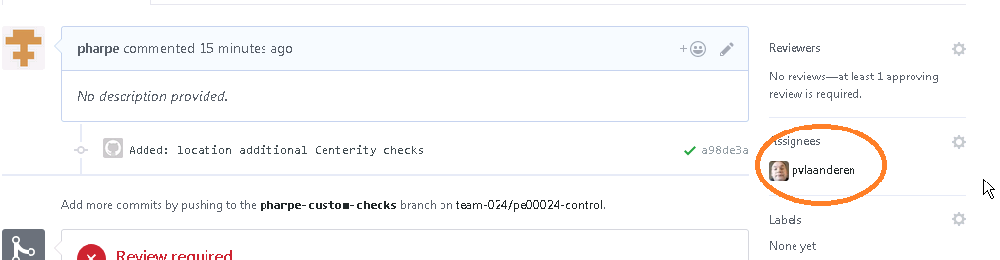 pharpe commented 15 minutes ago
No description provided.
Added: location additional Centerity checks
a98de3a
Add more commits by pushing to the pharpe-custom-checks branch on team-024/pe00024-control.
Review required
Reviewers
No reviews—at least 1 approving
review is required.
Assignees
pvlaanderen
Labels
None yet